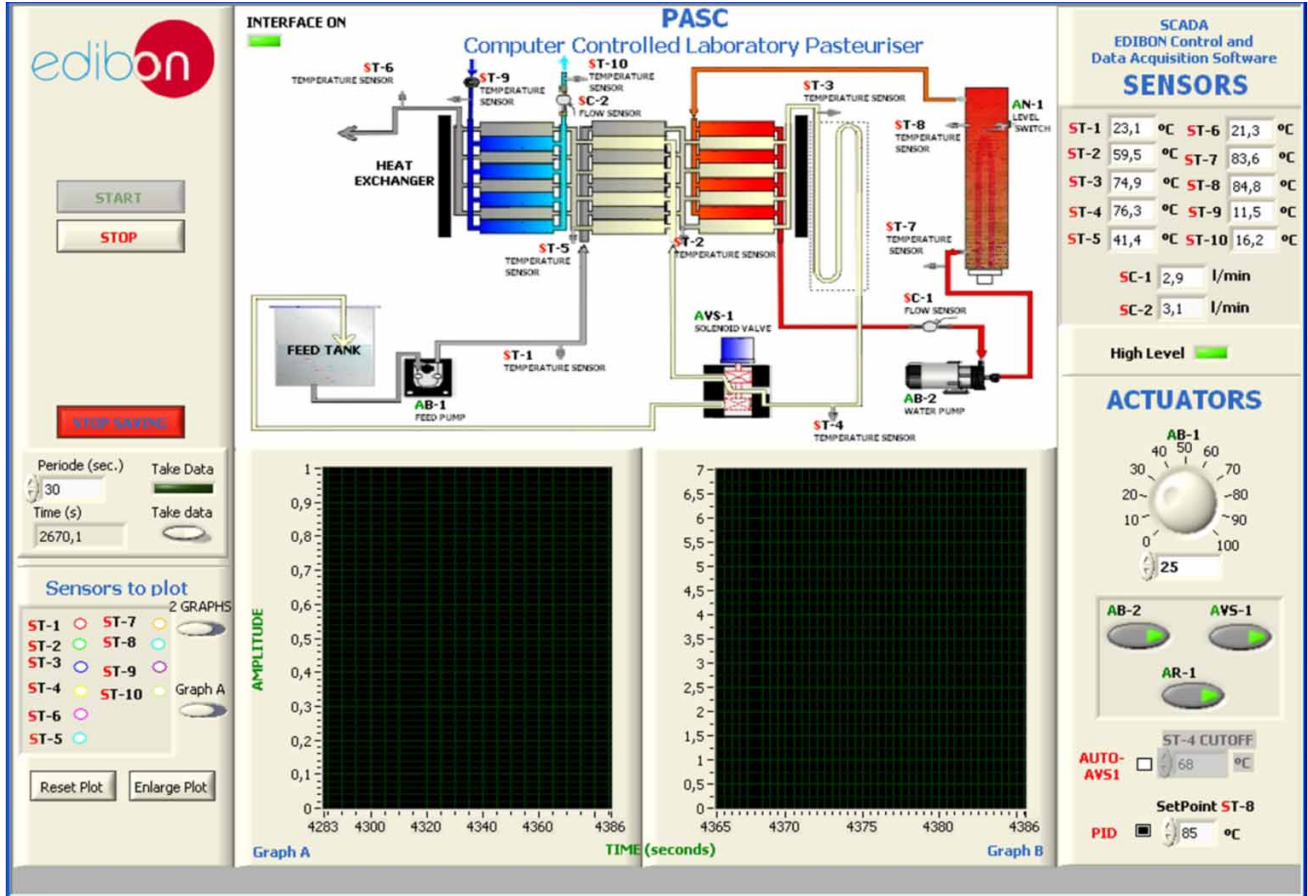 edibon
START
STOP
STOP SAVING
Periode (sec.)
30
Take Data
Time (s)
2670,1
Take data
Sensors to plot
2 GRAPHS
ST-1
ST-7
ST-2
ST-8
ST-3
ST-9
ST-4
ST-10
Graph A
ST-6
ST-5
Reset Plot
Enlarge Plot
INTERFACE ON
PASC
Computer Controlled Laboratory Pasteuriser
ST-6
TEMPERATURE SENSOR
ST-9
TEMPERATURE
SENSOR
ST-10
TEMPERATURE
SENSOR
SC-2
FLOW SENSOR
ST-3
TEMPERATURE SENSOR
ST-8
TEMPERATURE
SENSOR
AN-1
LEVEL
SWITCH
HEAT
EXCHANGER
ST-5
TEMPERATURE
SENSOR
ST-2
TEMPERATURE SENSOR
ST-7
TEMPERATURE
SENSOR
SC-1
FLOW SENSOR
AVS-1
SOLENOID VALVE
FEED TANK
ST-1
TEMPERATURE SENSOR
AB-1
FEED PUMP
AB-2
WATER PUMP
ST-4
TEMPERATURE SENSOR
1
0,9
0,8
0,7
0,6
0,5
0,4
0,3
0,2
0,1
0
AMPLITUDE
4283 4300 4320 4340 4360 4386
Graph A
7
6,5
6
5,5
5
4,5
4
3,5
3
2,5
2
1,5
1
0,5
0
4365 4370 4375 4380 4386
TIME (seconds)
Graph B
SCADA
EDIBON Control and
Data Acquisition Software
SENSORS
ST-1 23,1 ºC ST-6 21,3 ºC
ST-2 59,5 ºC ST-7 83,6 ºC
ST-3 74,9 ºC ST-8 84,8 ºC
ST-4 76,3 ºC ST-9 11,5 ºC
ST-5 41,4 ºC ST-10 16,2 ºC
SC-1 2,9 l/min
SC-2 3,1 l/min
High Level
ACTUATORS
AB-1
0 10 20 30 40 50 60 70 80 90 100
25
AB-2
AVS-1
AR-1
ST-4 CUTOFF
AUTO-
AVS1
68 ºC
SetPoint ST-8
PID 85 ºC